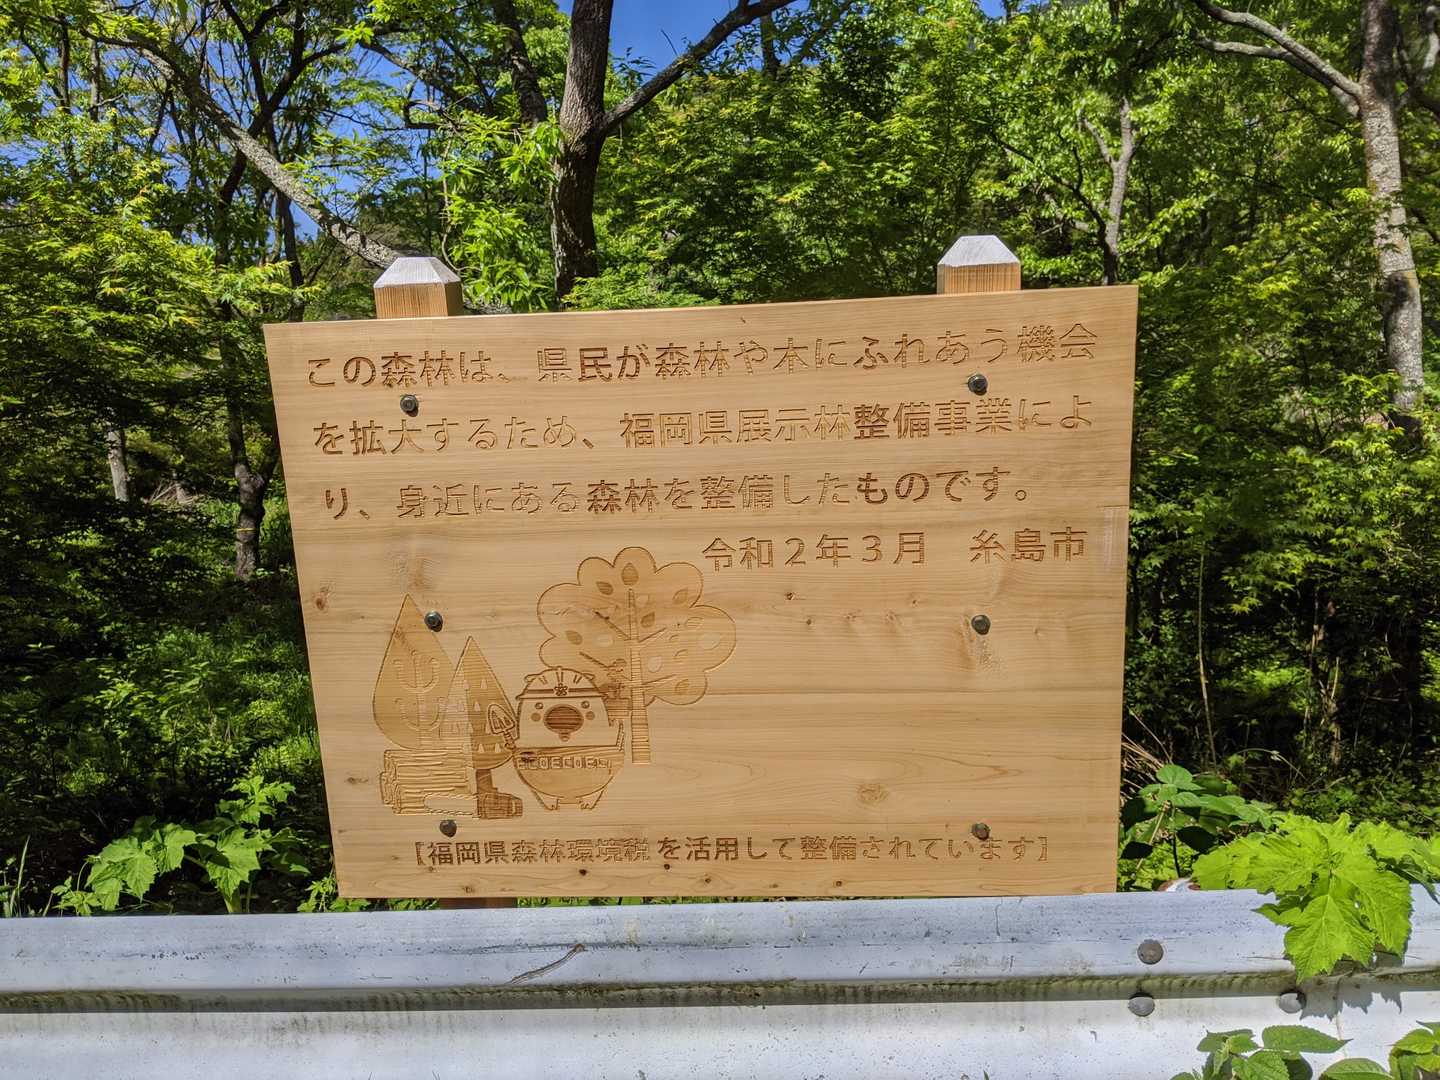 この森林は、県民が森林や木にふれあう機会
を拡大するため、福岡県展示林整備事業によ
り、身近にある森林を整備したものです。
令和２年３月　糸島市
【福岡県森林環境税を活用して整備されています】